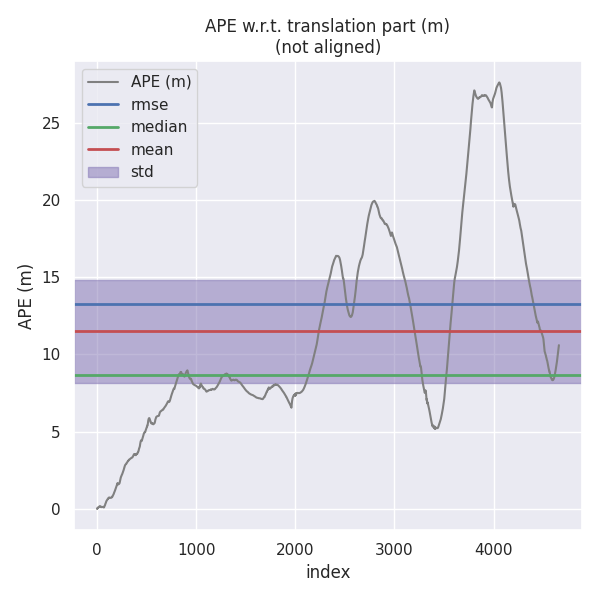 APE w.r.t. translation part (m)
(not aligned)
APE (m)
rmse
median
mean
std
APE (m)
25
20
15
10
5
0
0 1000 2000 3000 4000
index